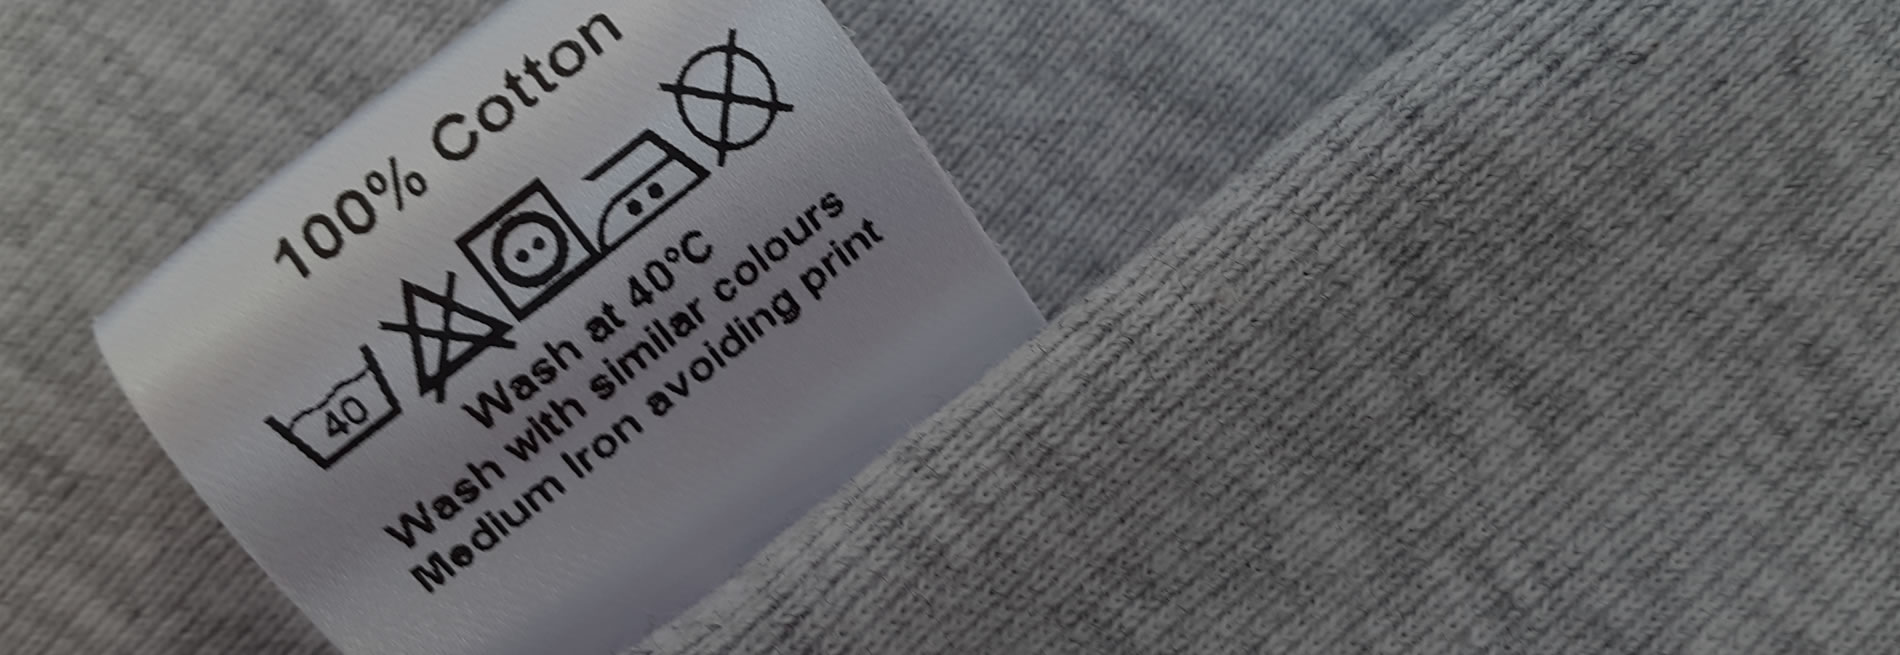 100% Cotton
40
Wash at 40°C
Wash with similar colours
Medium Iron avoiding print